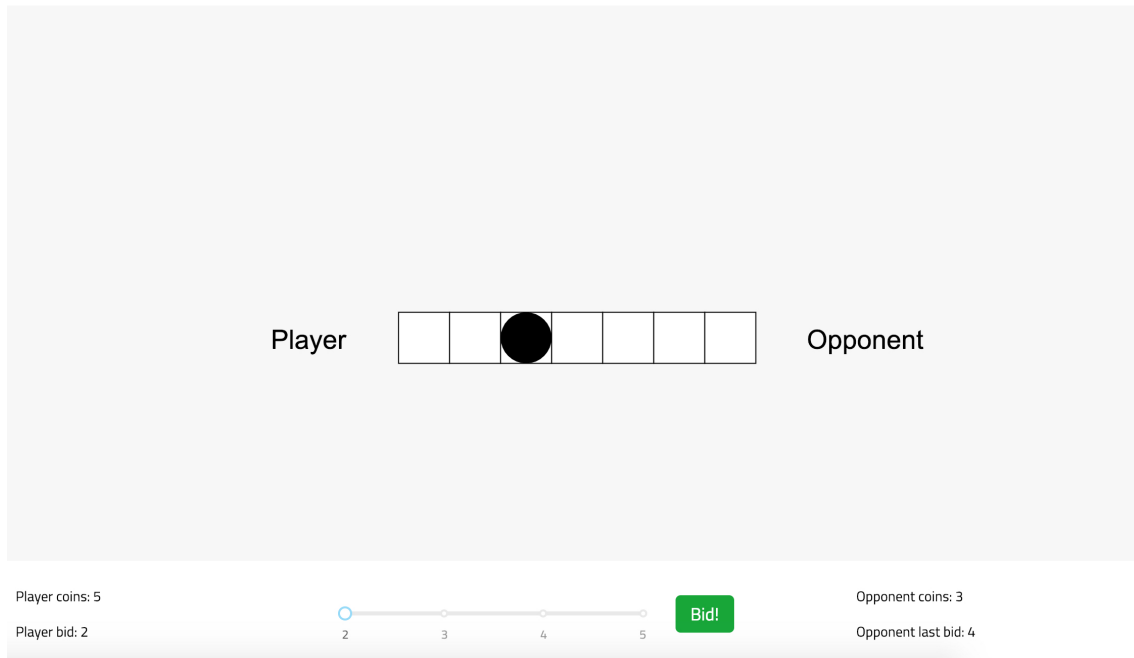 Player
Opponent
Player coins: 5
Player bid: 2
2 3 4 5
Bid!
Opponent coins: 3
Opponent last bid: 4